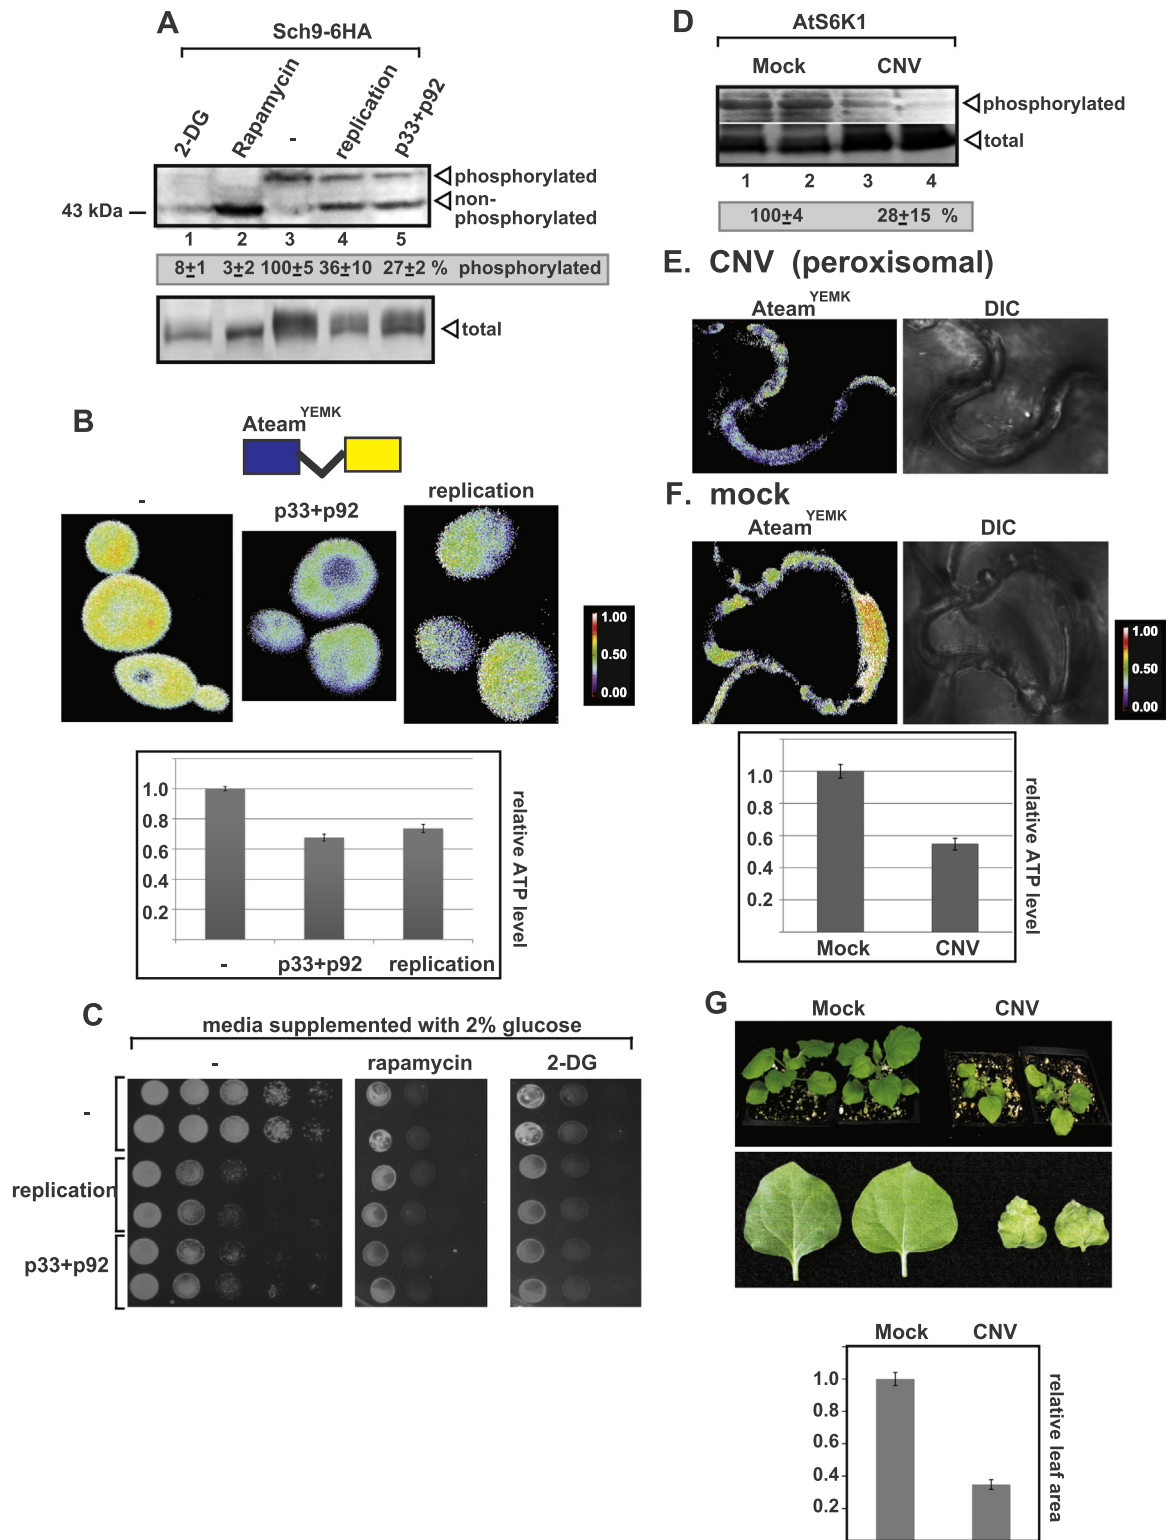 A
Sch9-6HA
2-DG
Rapamycin
-
replication
p33+p92
phosphorylated
non-
phosphorylated
43 kDa
1 2 3 4 5
8±1 3±2 100±5 36±10 27±2 % phosphorylated
total
B
Ateam YEMK
-
p33+p92
replication
1.00
0.50
0.00
1.0
0.8
0.6
0.4
0.2
relative ATP level
- p33+p92 replication
C
media supplemented with 2% glucose
- rapamycin 2-DG
-
replication
p33+p92
D
AtS6K1
Mock CNV
phosphorylated
total
1 2 3 4
100±4 28±15 %
E. CNV (peroxisomal)
Ateam YEMK DIC
F. mock
Ateam YEMK DIC
1.00
0.50
0.00
1.0
0.8
0.6
0.4
0.2
relative ATP level
Mock CNV
G
Mock CNV
Mock CNV
1.0
0.8
0.6
0.4
0.2
relative leaf area